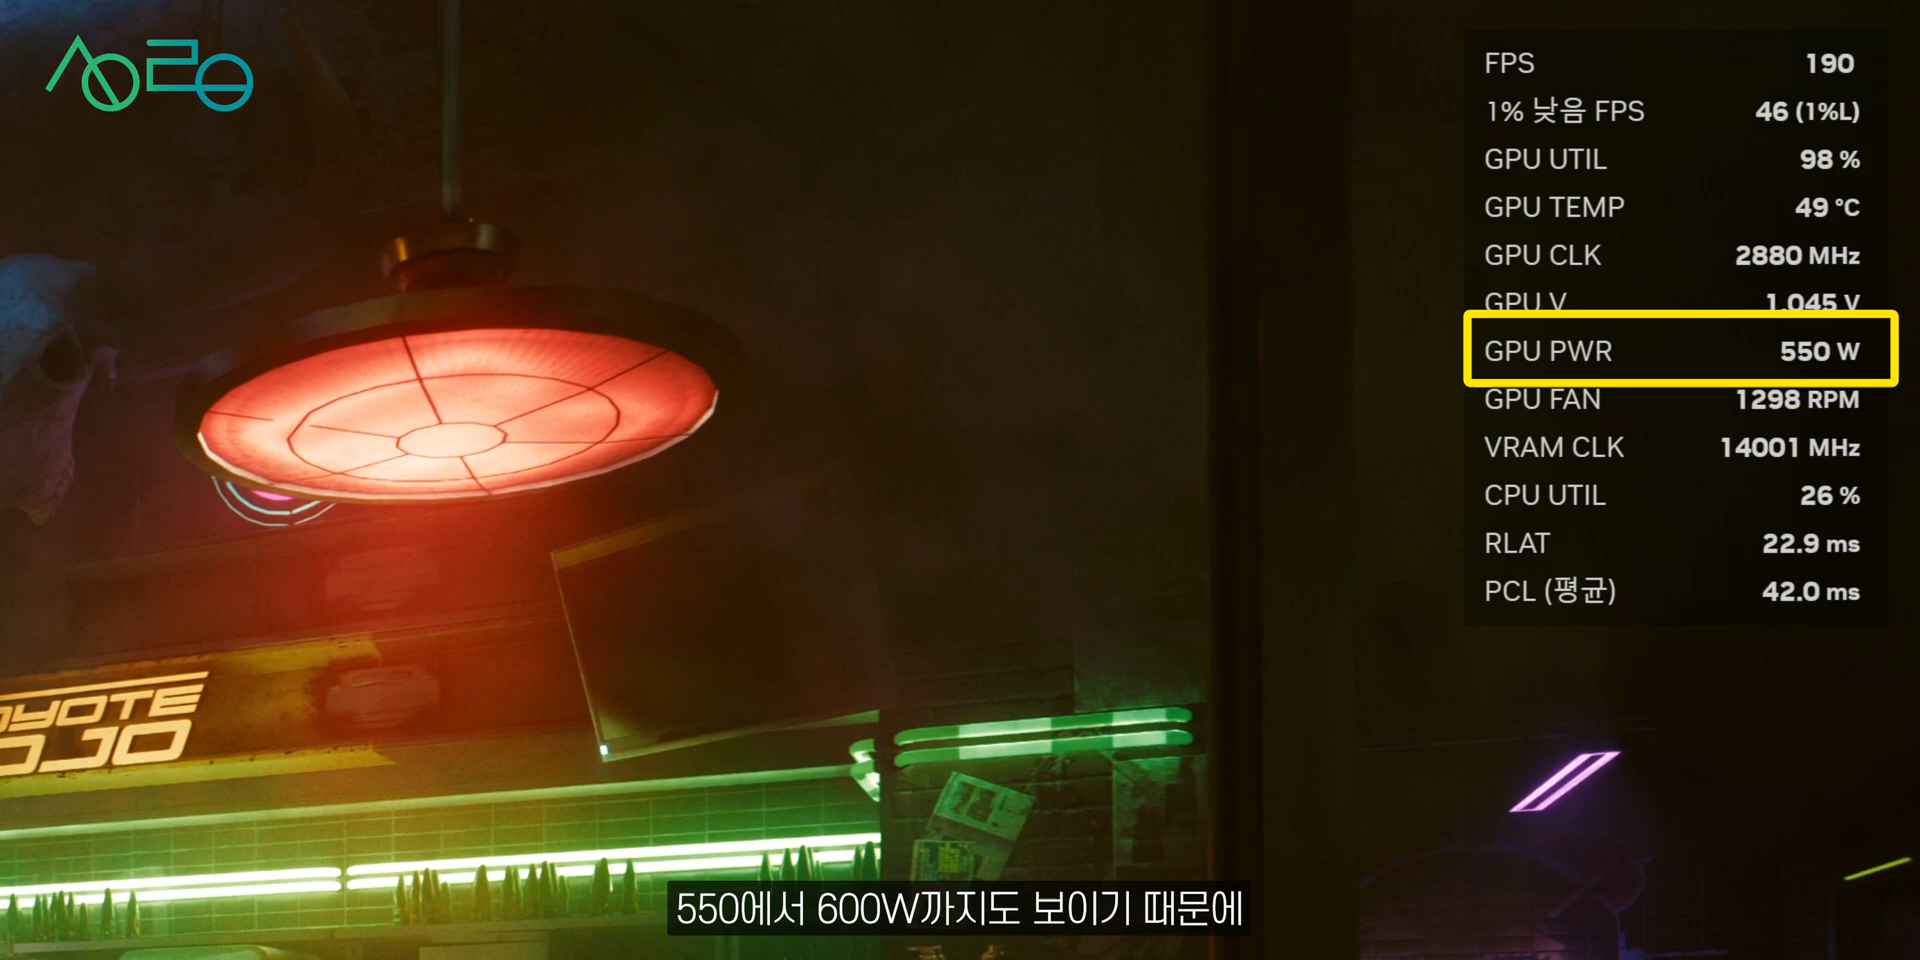 FPS 190
1% 낮음 FPS 46 (1%L)
GPU UTIL 98 %
GPU TEMP 49 °C
GPU CLK 2880 MHz
GPU V 1.045 V
GPU PWR 550 W
GPU FAN 1298 RPM
VRAM CLK 14001 MHz
CPU UTIL 26 %
RLAT 22.9 ms
PCL (평균) 42.0 ms
OYOTE
OJO
550에서 600W까지도 보이기 때문에